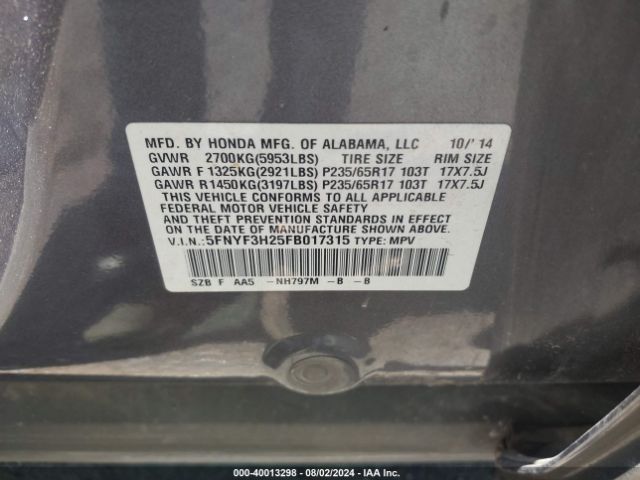 MFD. BY HONDA MFG. OF ALABAMA, LLC 10/'14
GVWR 2700KG(5953LBS) TIRE SIZE RIM SIZE
GAWR F 1325KG(2921LBS) P235/65R17 103T 17X7.5J
GAWR R1450KG(3197LBS) P235/65R17 103T 17X7.5J
THIS VEHICLE CONFORMS TO ALL APPLICABLE
FEDERAL MOTOR VEHICLE SAFETY
AND THEFT PREVENTION STANDARDS IN EFFECT
ON THE DATE OF MANUFACTURE SHOWN ABOVE.
V.I.N.:5FNYF3H25FB017315 TYPE: MPV
SZB F AA5 -NH797M -B -B
000-40013298 - 08/02/2024 - IAA Inc.